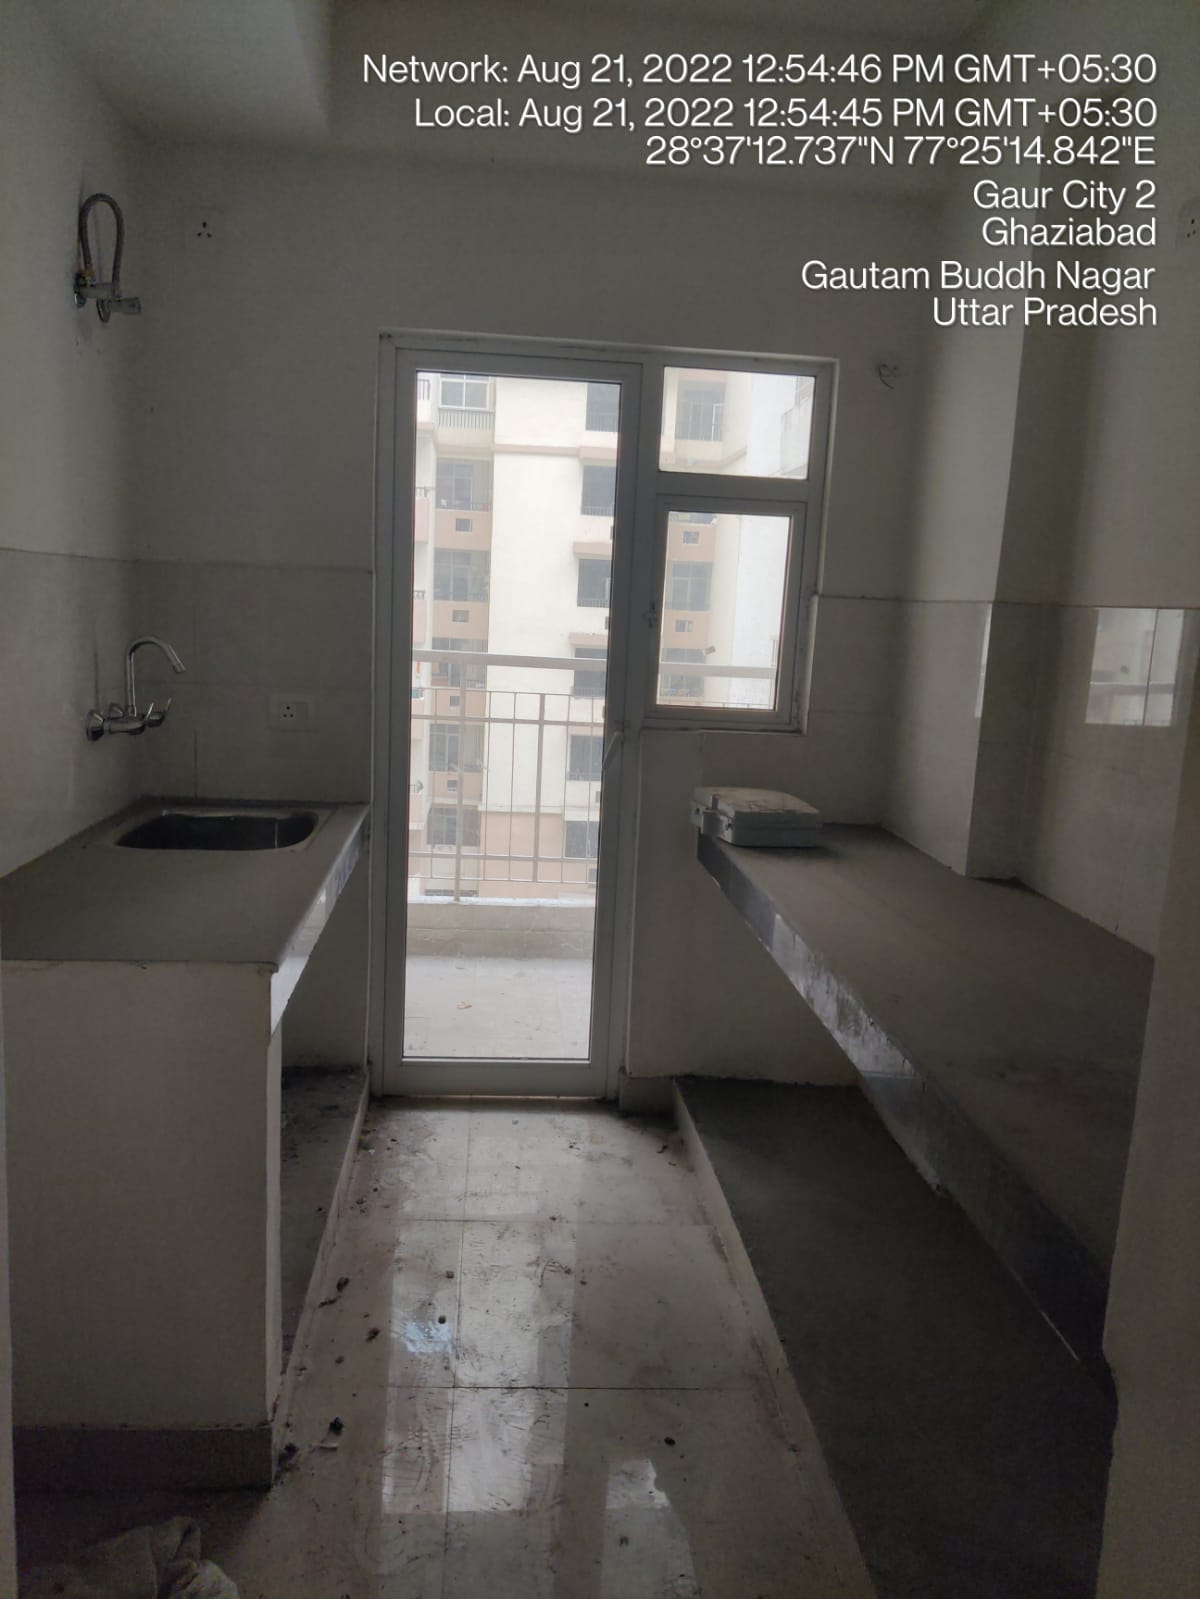 Network: Aug 21, 2022 12:54:46 PM GMT+05:30
Local: Aug 21, 2022 12:54:45 PM GMT+05:30
28°37'12.737"N 77°25'14.842"E
Gaur City 2
Ghaziabad
Gautam Buddh Nagar
Uttar Pradesh